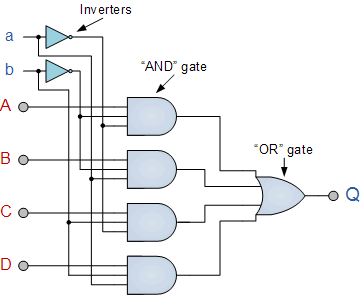 Inverters
a
b
"AND" gate
A
"OR" gate
B
Q
C
D